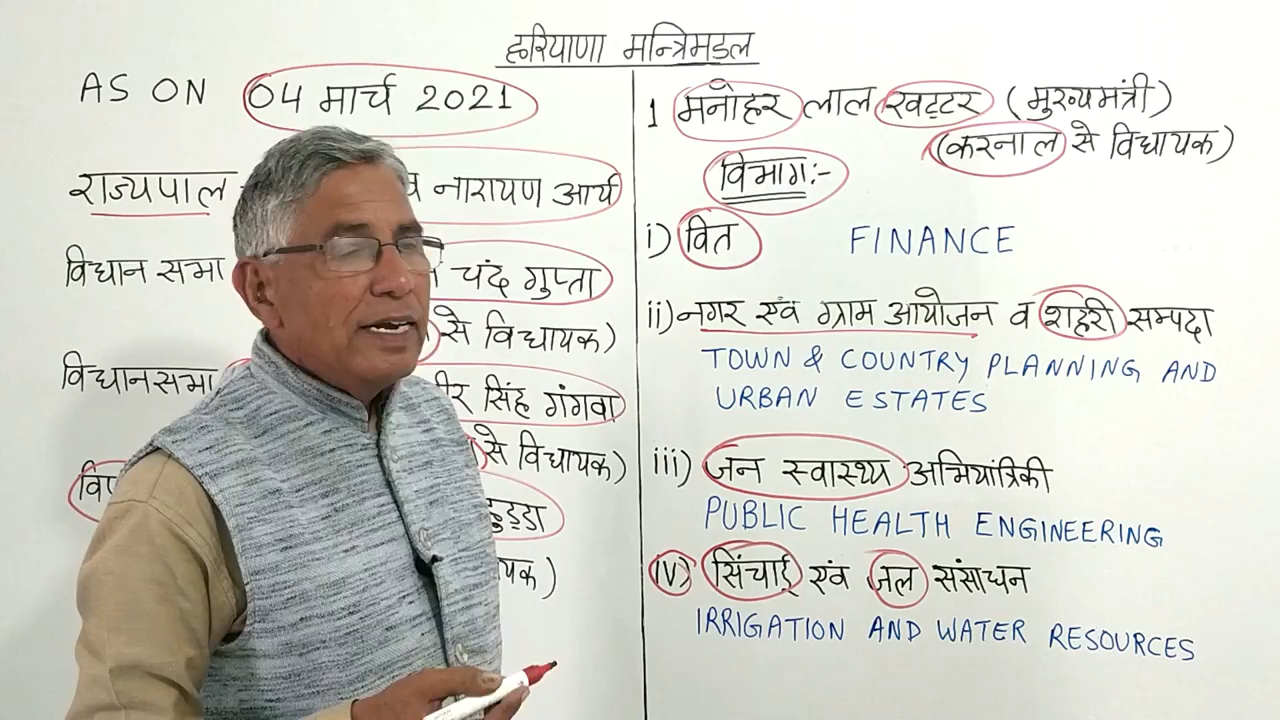 हरियाणा मन्त्रिमडल
AS ON 04 मार्च 2021
राज्यपाल नारायण आर्य
विधान सभा चंद गुप्ता
से विधायक)
विधानसभा सिंह गंगवा
से विधायक)
हुड्डा
1 मनोहर लाल खट्टर (मुख्यमंत्री)
(करनाल से विधायक)
विभाग:-
i) वित FINANCE
ii) नगर एंव ग्राम आयोजन व शहरी सम्पदा
TOWN & COUNTRY PLANNING AND
URBAN ESTATES
iii) जन स्वास्थ्य अभियांत्रिकी
PUBLIC HEALTH ENGINEERING
iv) सिंचाई एंव जल संसाधन
IRRIGATION AND WATER RESOURCES